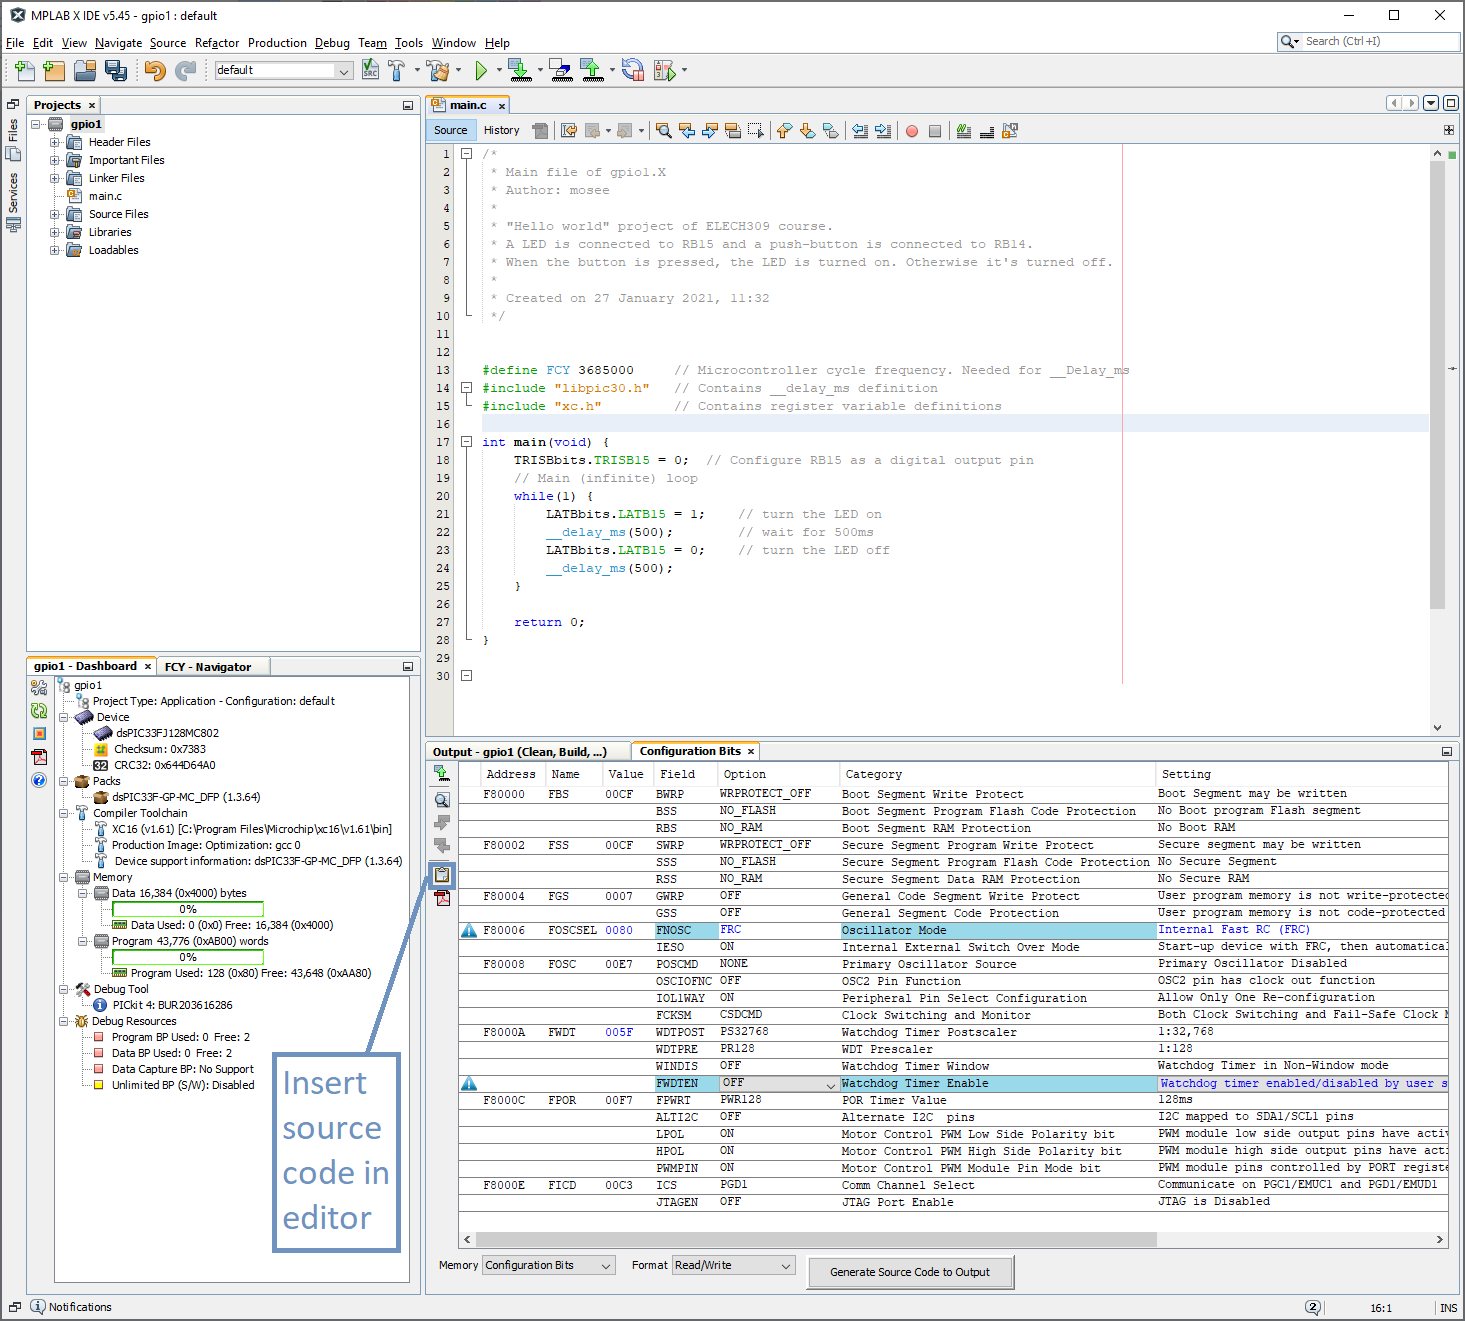 MPLAB X IDE v5.45 - gpio1 : default
File Edit View Navigate Source Refactor Production Debug Team Tools Window Help
Search (Ctrl+I)
default
Projects
Files
Services
gpio1
Header Files
Important Files
Linker Files
main.c
Source Files
Libraries
Loadables
main.c
Source History
1 /*
2 * Main file of gpio1.X
3 * Author: mosee
4 *
5 * "Hello world" project of ELECH309 course.
6 * A LED is connected to RB15 and a push-button is connected to RB14.
7 * When the button is pressed, the LED is turned on. Otherwise it's turned off.
8 *
9 * Created on 27 January 2021, 11:32
10 */
11
12
13 #define FCY 3685000 // Microcontroller cycle frequency. Needed for __Delay_ms
14 #include "libpic30.h" // Contains __delay_ms definition
15 #include "xc.h" // Contains register variable definitions
16
17 int main(void) {
18 TRISBbits.TRISB15 = 0; // Configure RB15 as a digital output pin
19 // Main (infinite) loop
20 while(1) {
21 LATBbits.LATB15 = 1; // turn the LED on
22 __delay_ms(500); // wait for 500ms
23 LATBbits.LATB15 = 0; // turn the LED off
24 __delay_ms(500);
25 }
26
27 return 0;
28 }
29
30
gpio1 - Dashboard FCY - Navigator
gpio1
Project Type: Application - Configuration: default
Device
dsPIC33FJ128MC802
Checksum: 0x7383
32 CRC32: 0x644D64A0
Packs
dsPIC33F-GP-MC_DFP (1.3.64)
Compiler Toolchain
XC16 (v1.61) [C:\Program Files\Microchip\xc16\v1.61\bin]
Production Image: Optimization: gcc 0
Device support information: dsPIC33F-GP-MC_DFP (1.3.64)
Memory
Data 16,384 (0x4000) bytes
0%
Data Used: 0 (0x0) Free: 16,384 (0x4000)
Program 43,776 (0xAB00) words
0%
Program Used: 128 (0x80) Free: 43,648 (0xAA80)
Debug Tool
PICkit 4: BUR203616286
Debug Resources
Program BP Used: 0 Free: 2
Data BP Used: 0 Free: 2
Data Capture BP: No Support
Unlimited BP (S/W): Disabled
Insert
source
code in
editor
Output - gpio1 (Clean, Build, ...) Configuration Bits
Address Name Value Field Option Category Setting
F80000 FBS 00CF BWRP WRPROTECT_OFF Boot Segment Write Protect Boot Segment may be written
BSS NO_FLASH Boot Segment Program Flash Code Protection No Boot program Flash segment
RBS NO_RAM Boot Segment RAM Protection No Boot RAM
F80002 FSS 00CF SWRP WRPROTECT_OFF Secure Segment Program Write Protect Secure segment may be written
SSS NO_FLASH Secure Segment Program Flash Code Protection No Secure Segment
RSS NO_RAM Secure Segment Data RAM Protection No Secure RAM
F80004 FGS 0007 GWRP OFF General Code Segment Write Protect User program memory is not write-protected
GSS OFF General Segment Code Protection User program memory is not code-protected
F80006 FOSCSEL 0080 FNOSC FRC Oscillator Mode Internal Fast RC (FRC)
IESO ON Internal External Switch Over Mode Start-up device with FRC, then automatical
F80008 FOSC 00E7 POSCMD NONE Primary Oscillator Source Primary Oscillator Disabled
OSCIOFNC OFF OSC2 Pin Function OSC2 pin has clock out function
IOL1WAY ON Peripheral Pin Select Configuration Allow Only One Re-configuration
FCKSM CSDCMD Clock Switching and Monitor Both Clock Switching and Fail-Safe Clock M
F8000A FWDT 005F WDTPOST PS32768 Watchdog Timer Postscaler 1:32,768
WDTPRE PR128 WDT Prescaler 1:128
WINDIS OFF Watchdog Timer Window Watchdog Timer in Non-Window mode
FWDTEN OFF Watchdog Timer Enable Watchdog timer enabled/disabled by user s
F8000C FPOR 00F7 FPWRT PWR128 POR Timer Value 128ms
ALTI2C OFF Alternate I2C pins I2C mapped to SDA1/SCL1 pins
LPOL ON Motor Control PWM Low Side Polarity bit PWM module low side output pins have activ
HPOL ON Motor Control PWM High Side Polarity bit PWM module high side output pins have acti
PWMPIN ON Motor Control PWM Module Pin Mode bit PWM module pins controlled by PORT registe
F8000E FICD 00C3 ICS PGD1 Comm Channel Select Communicate on PGC1/EMUC1 and PGD1/EMUD1
JTAGEN OFF JTAG Port Enable JTAG is Disabled
Memory Configuration Bits Format Read/Write Generate Source Code to Output
Notifications
2 16:1 INS